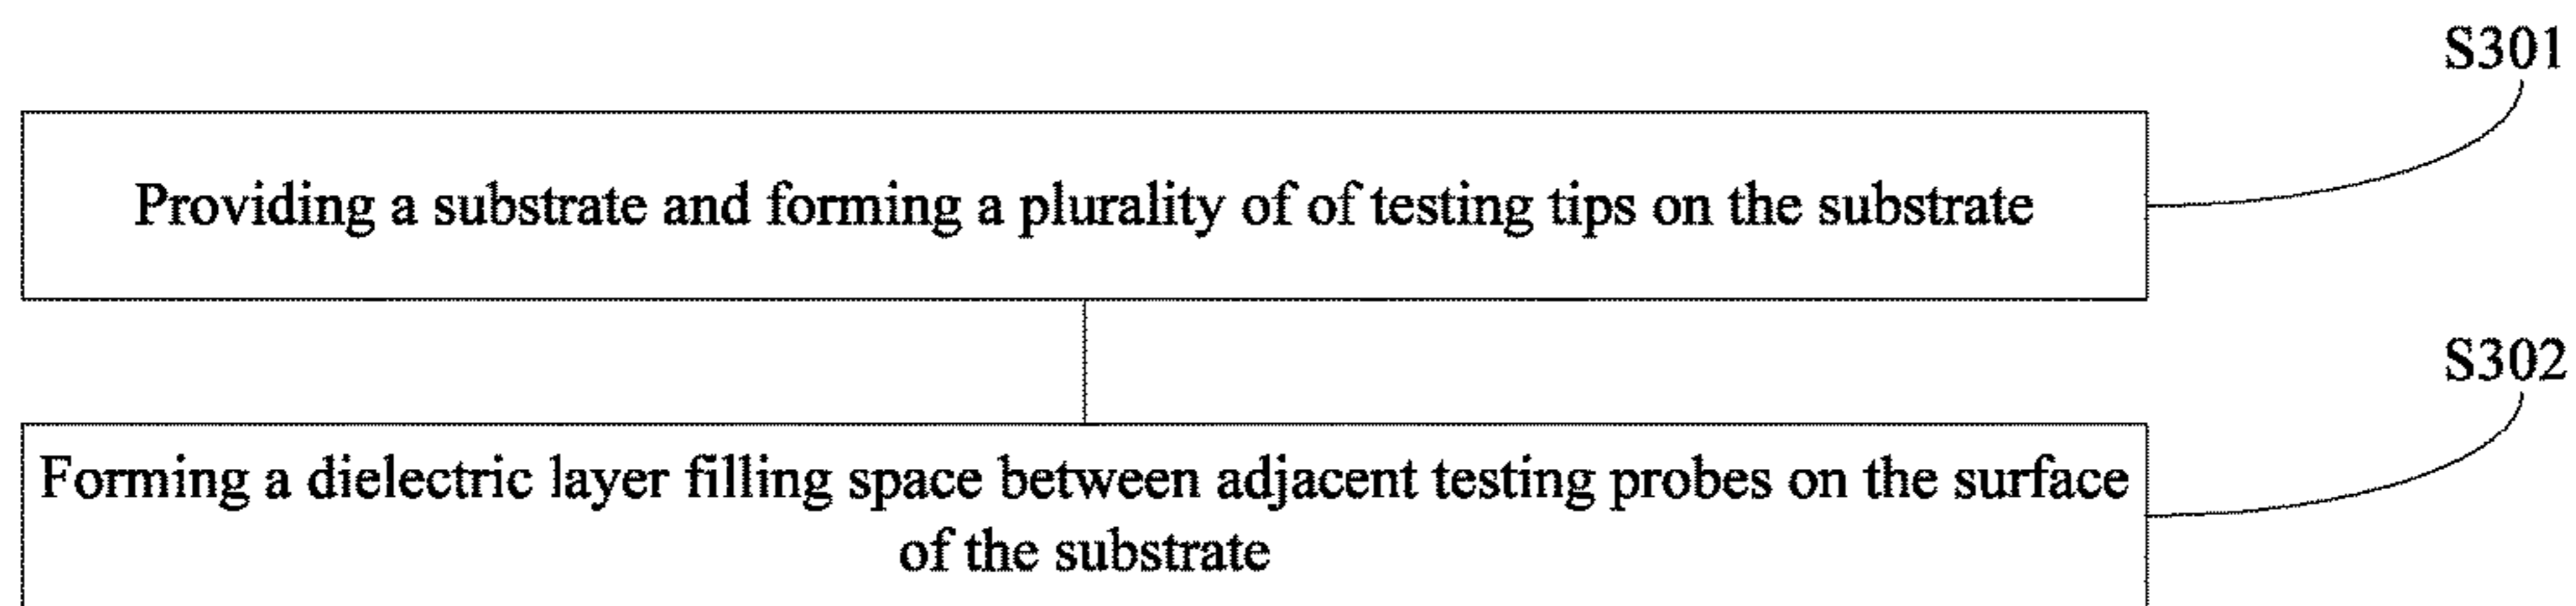 S301
Providing a substrate and forming a plurality of of testing tips on the substrate
S302
Forming a dielectric layer filling space between adjacent testing probes on the surface
of the substrate